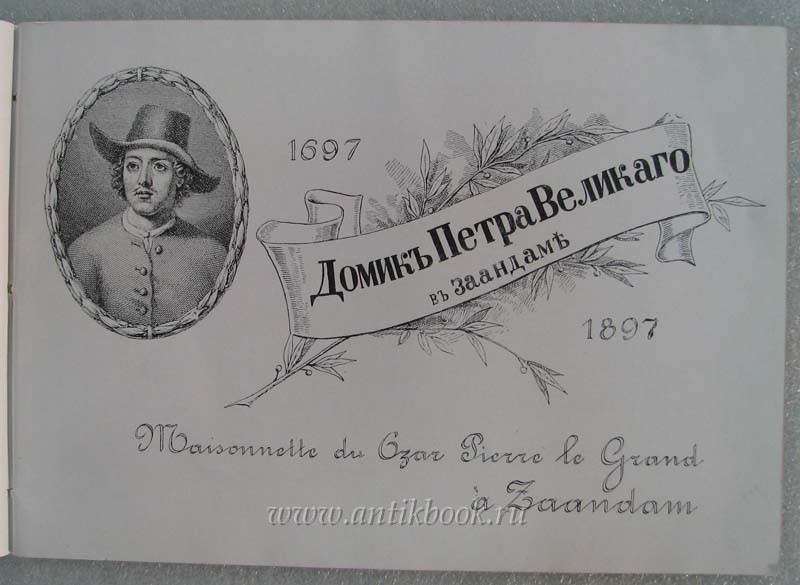 1697
Домикъ Петра Великаго
въ Заандамѣ
1897
Maisonnette du Czar Pierre le Grand
à Zaandam
www.antikbook.ru